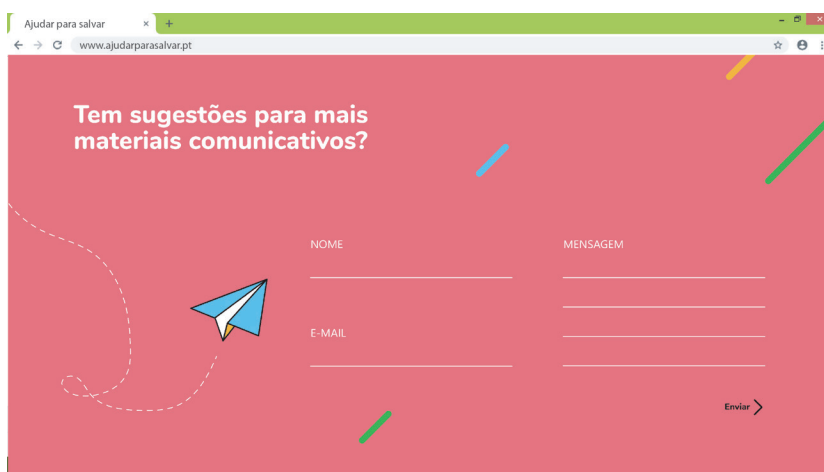 Ajudar para salvar
www.ajudarparasalvar.pt
Tem sugestões para mais
materiais comunicativos?
NOME
MENSAGEM
E-MAIL
Enviar